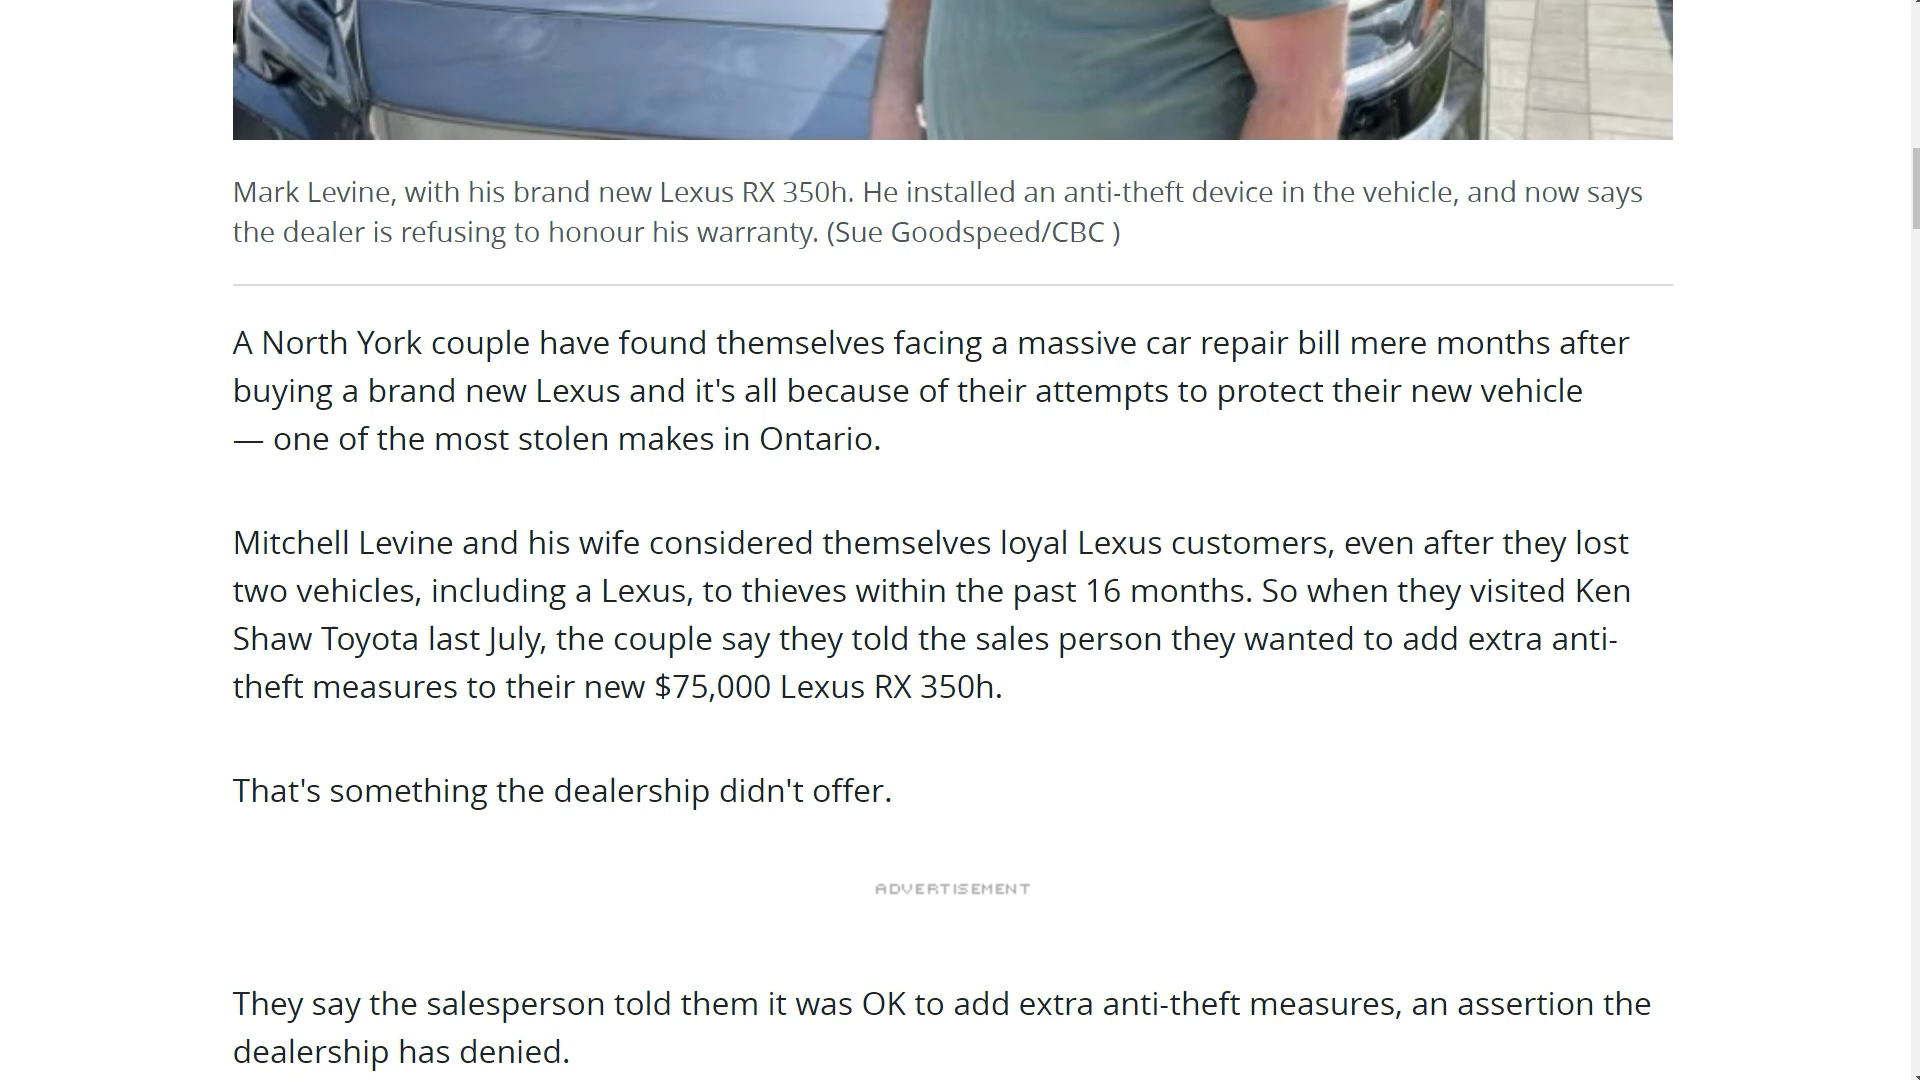 Mark Levine, with his brand new Lexus RX 350h. He installed an anti-theft device in the vehicle, and now says
the dealer is refusing to honour his warranty. (Sue Goodspeed/CBC )
A North York couple have found themselves facing a massive car repair bill mere months after
buying a brand new Lexus and it's all because of their attempts to protect their new vehicle
— one of the most stolen makes in Ontario.
Mitchell Levine and his wife considered themselves loyal Lexus customers, even after they lost
two vehicles, including a Lexus, to thieves within the past 16 months. So when they visited Ken
Shaw Toyota last July, the couple say they told the sales person they wanted to add extra anti-
theft measures to their new $75,000 Lexus RX 350h.
That's something the dealership didn't offer.
ADVERTISEMENT
They say the salesperson told them it was OK to add extra anti-theft measures, an assertion the
dealership has denied.